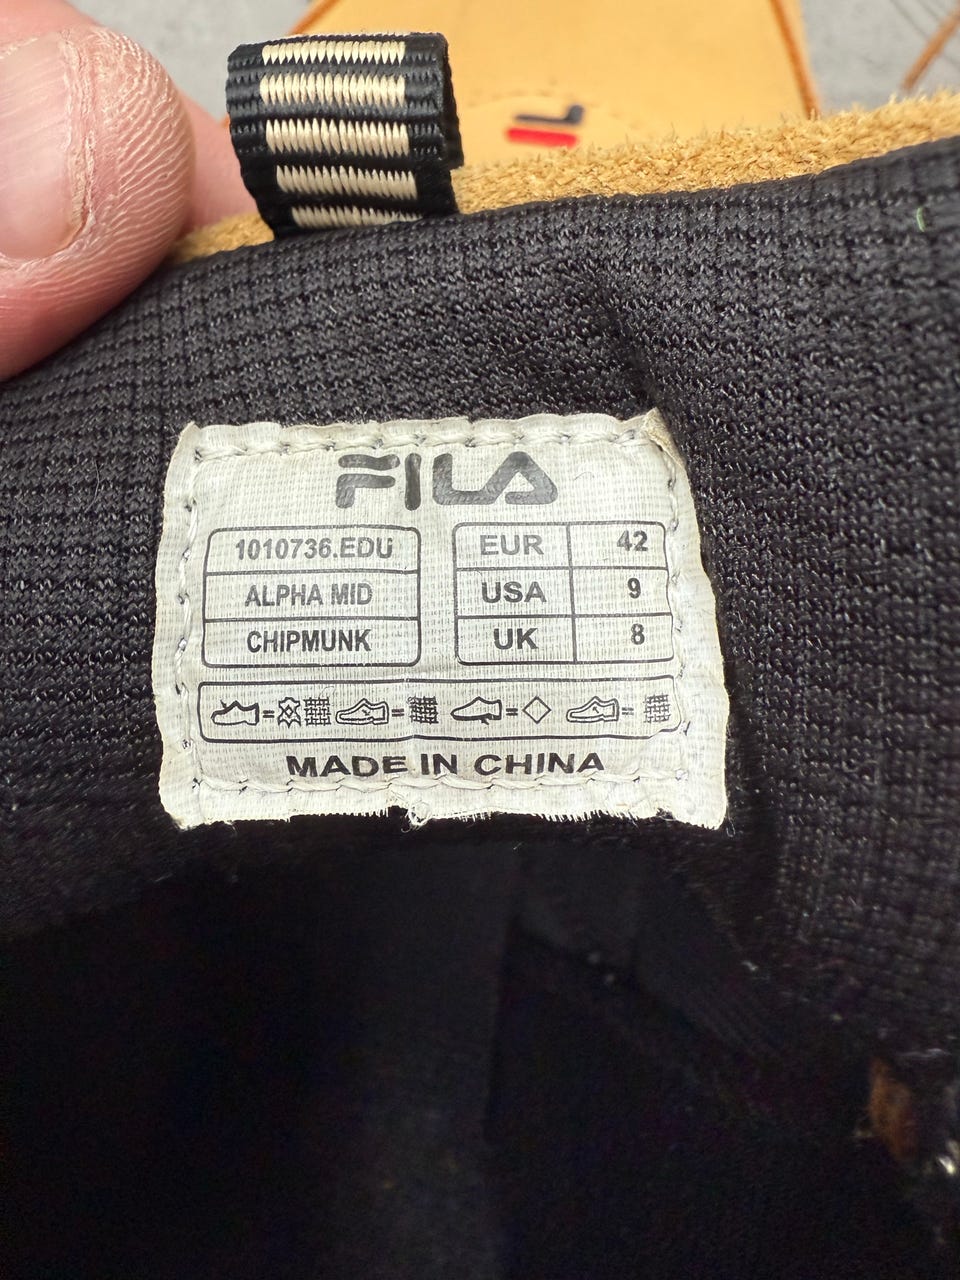 FILA
1010736.EDU
ALPHA MID
CHIPMUNK
EUR 42
USA 9
UK 8
MADE IN CHINA